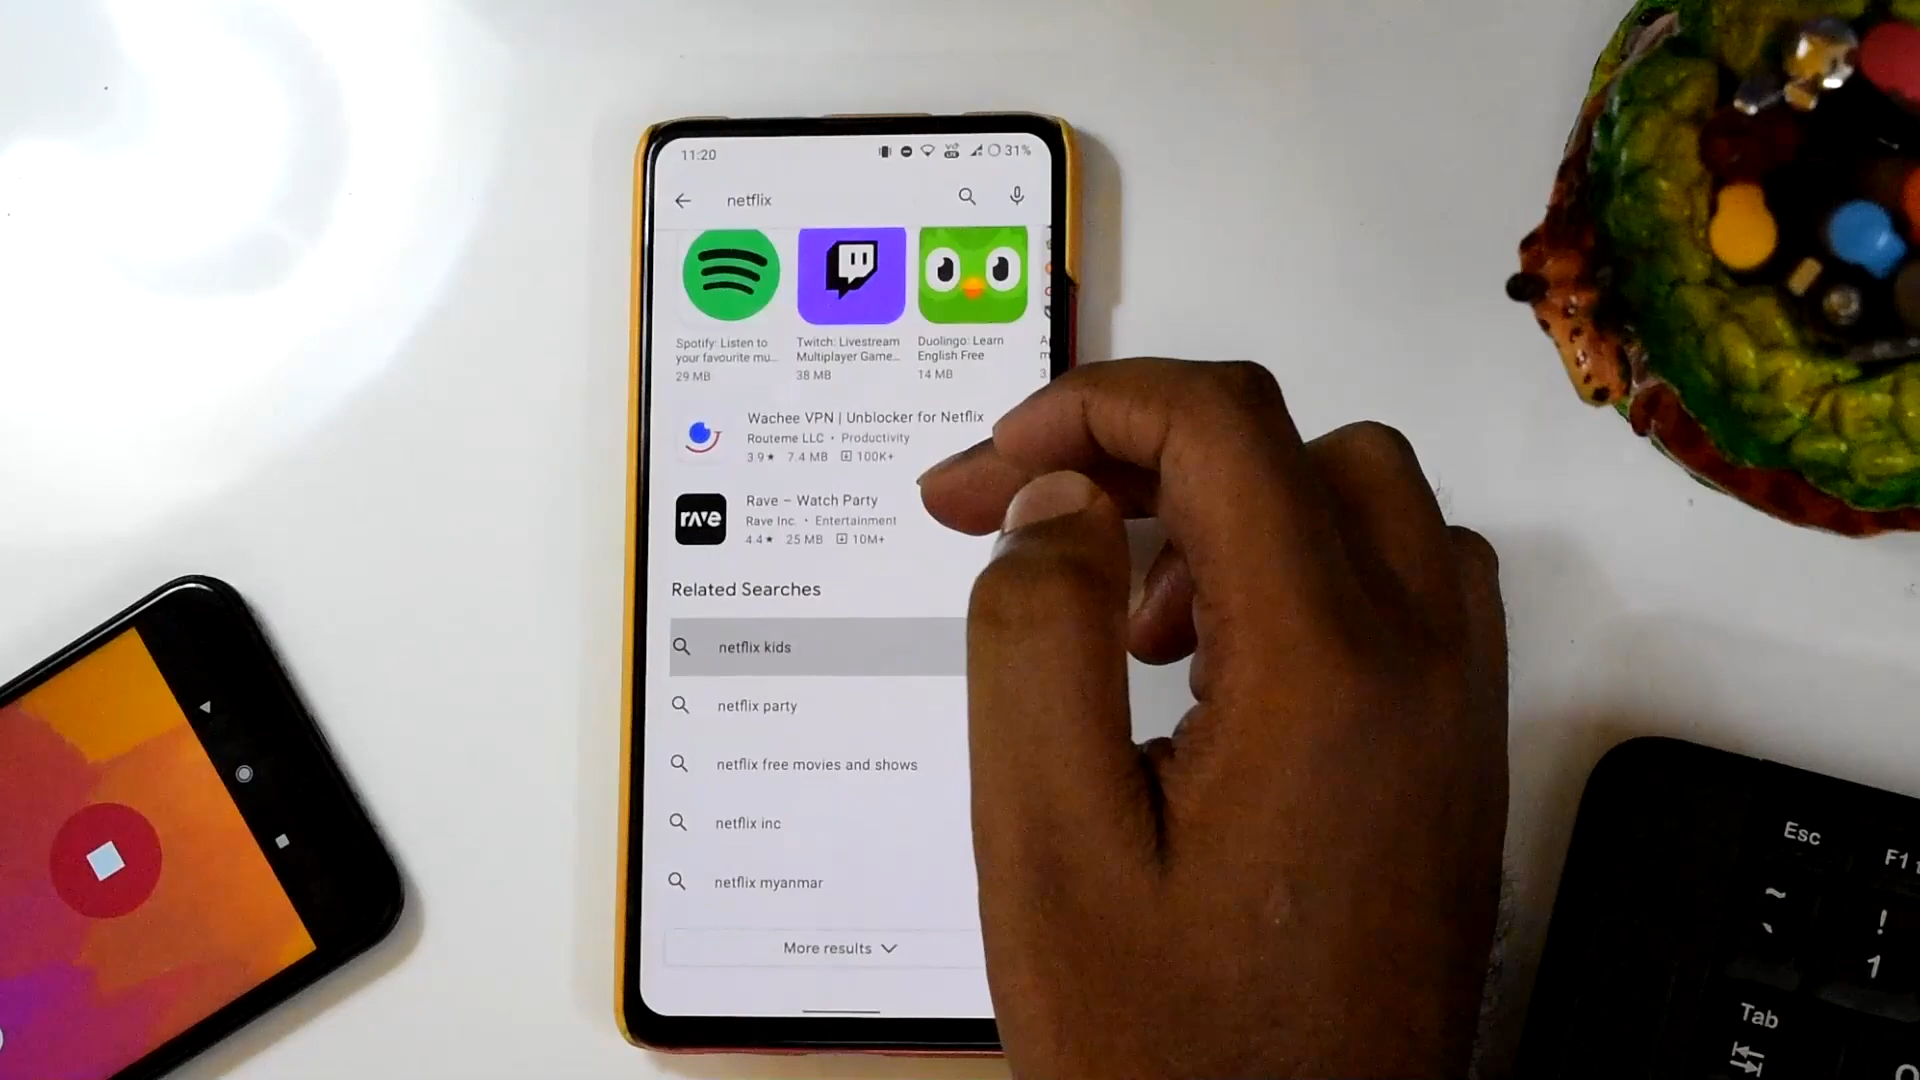 11:20
31%
netflix
Spotify: Listen to
your favourite mu...
29 MB
Twitch: Livestream
Multiplayer Game...
38 MB
Duolingo: Learn
English Free
14 MB
A
m
3
Wachee VPN | Unblocker for Netflix
Routeme LLC • Productivity
3.9★ 7.4 MB 100K+
rave
Rave – Watch Party
Rave Inc. • Entertainment
4.4★ 25 MB 10M+
Related Searches
netflix kids
netflix party
netflix free movies and shows
netflix inc
netflix myanmar
More results
Esc
F1
~
`
!
1
Tab